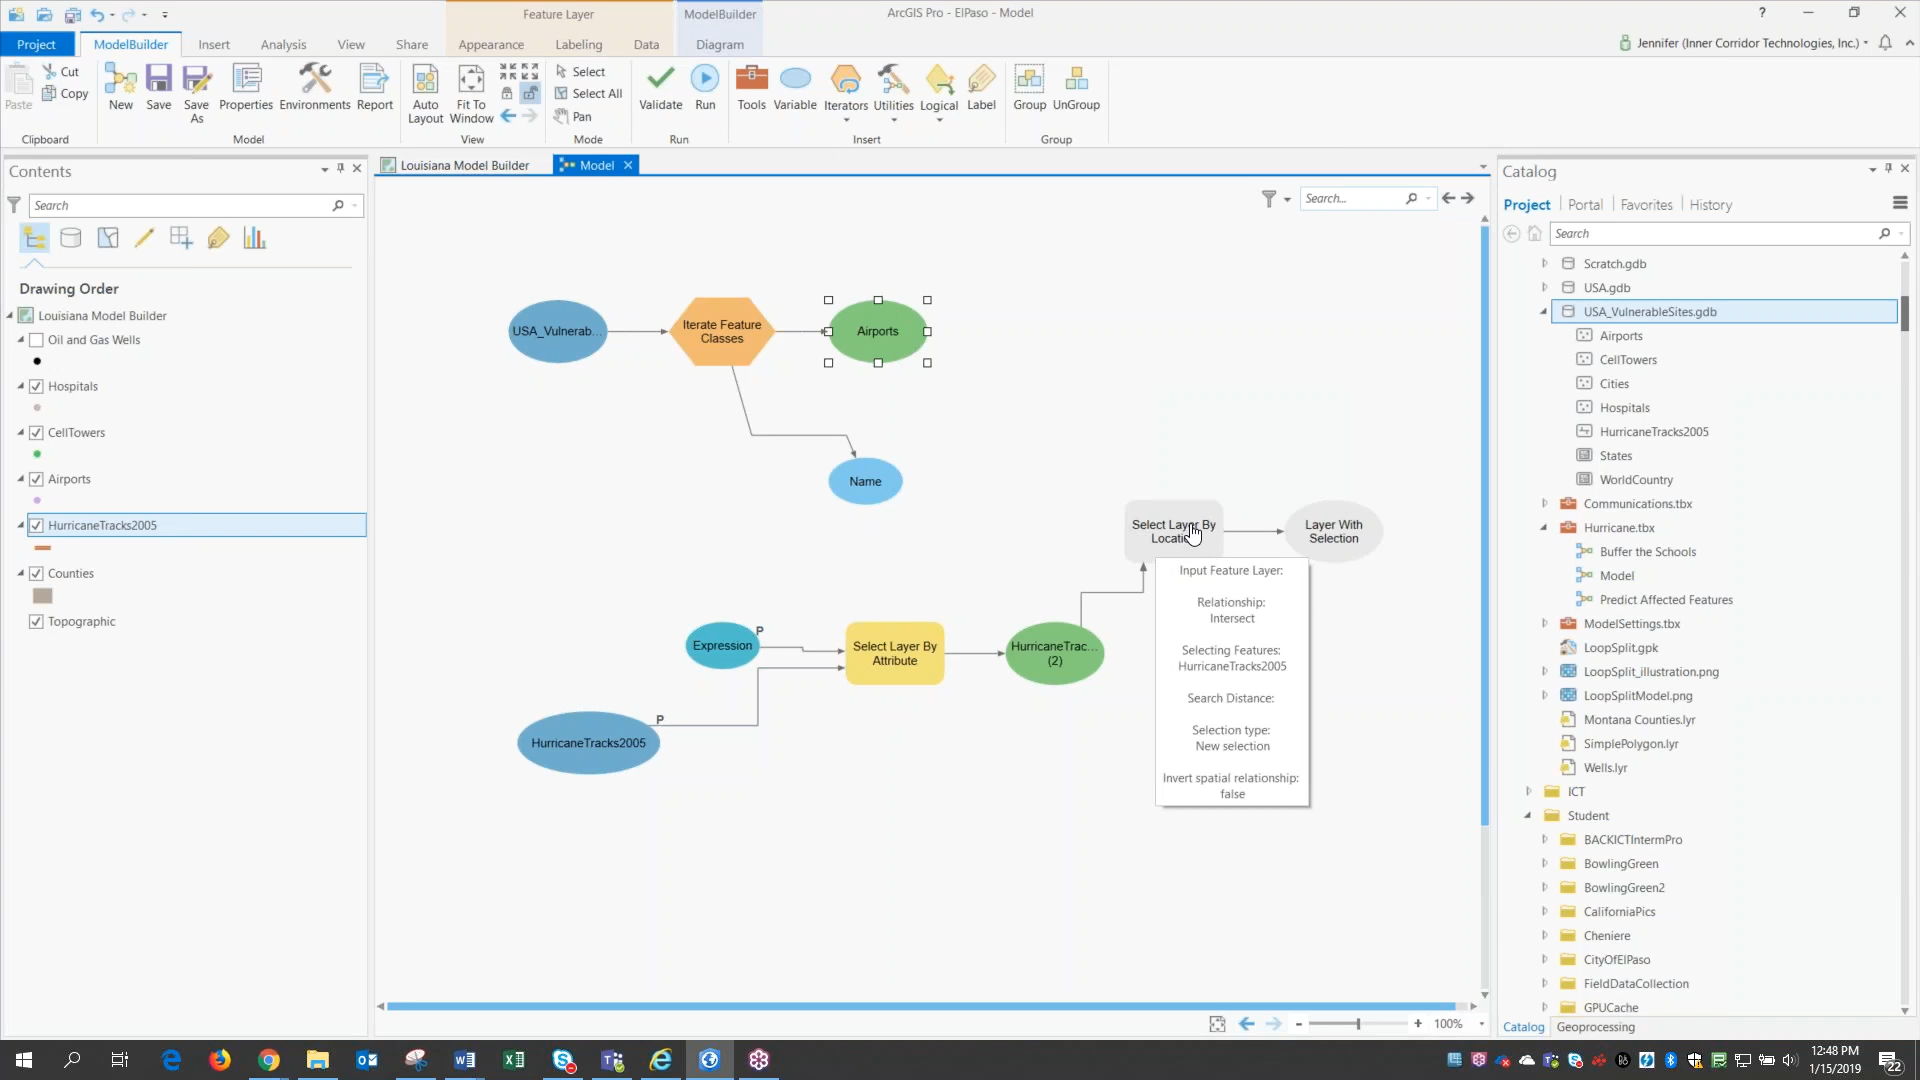 Feature Layer
ModelBuilder
ArcGIS Pro - ElPaso - Model
?
Project
ModelBuilder
Insert
Analysis
View
Share
Appearance
Labeling
Data
Diagram
Jennifer (Inner Corridor Technologies, Inc.)
Paste
Cut
Copy
New
Save
Save As
Properties
Environments
Report
Auto Layout
Fit To Window
Select
Select All
Pan
Validate
Run
Tools
Variable
Iterators
Utilities
Logical
Label
Group
UnGroup
Clipboard
Model
View
Mode
Run
Insert
Group
Contents
Search
Drawing Order
Louisiana Model Builder
Oil and Gas Wells
Hospitals
CellTowers
Airports
HurricaneTracks2005
Counties
Topographic
Louisiana Model Builder
Model
Search...
USA_Vulnerab...
Iterate Feature
Classes
Airports
Name
Select Layer By
Locati
Layer With
Selection
Input Feature Layer:
Relationship:
Intersect
Selecting Features:
HurricaneTracks2005
Search Distance:
Selection type:
New selection
Invert spatial relationship:
false
Expression
P
Select Layer By
Attribute
HurricaneTrac...
(2)
P
HurricaneTracks2005
100%
Catalog
Project
Portal
Favorites
History
Search
Scratch.gdb
USA.gdb
USA_VulnerableSites.gdb
Airports
CellTowers
Cities
Hospitals
HurricaneTracks2005
States
WorldCountry
Communications.tbx
Hurricane.tbx
Buffer the Schools
Model
Predict Affected Features
ModelSettings.tbx
LoopSplit.gpk
LoopSplit_illustration.png
LoopSplitModel.png
Montana Counties.lyr
SimplePolygon.lyr
Wells.lyr
ICT
Student
BACKICTIntermPro
BowlingGreen
BowlingGreen2
CaliforniaPics
Cheniere
CityOfElPaso
FieldDataCollection
GPUCache
Catalog
Geoprocessing
12:48 PM
1/15/2019
22